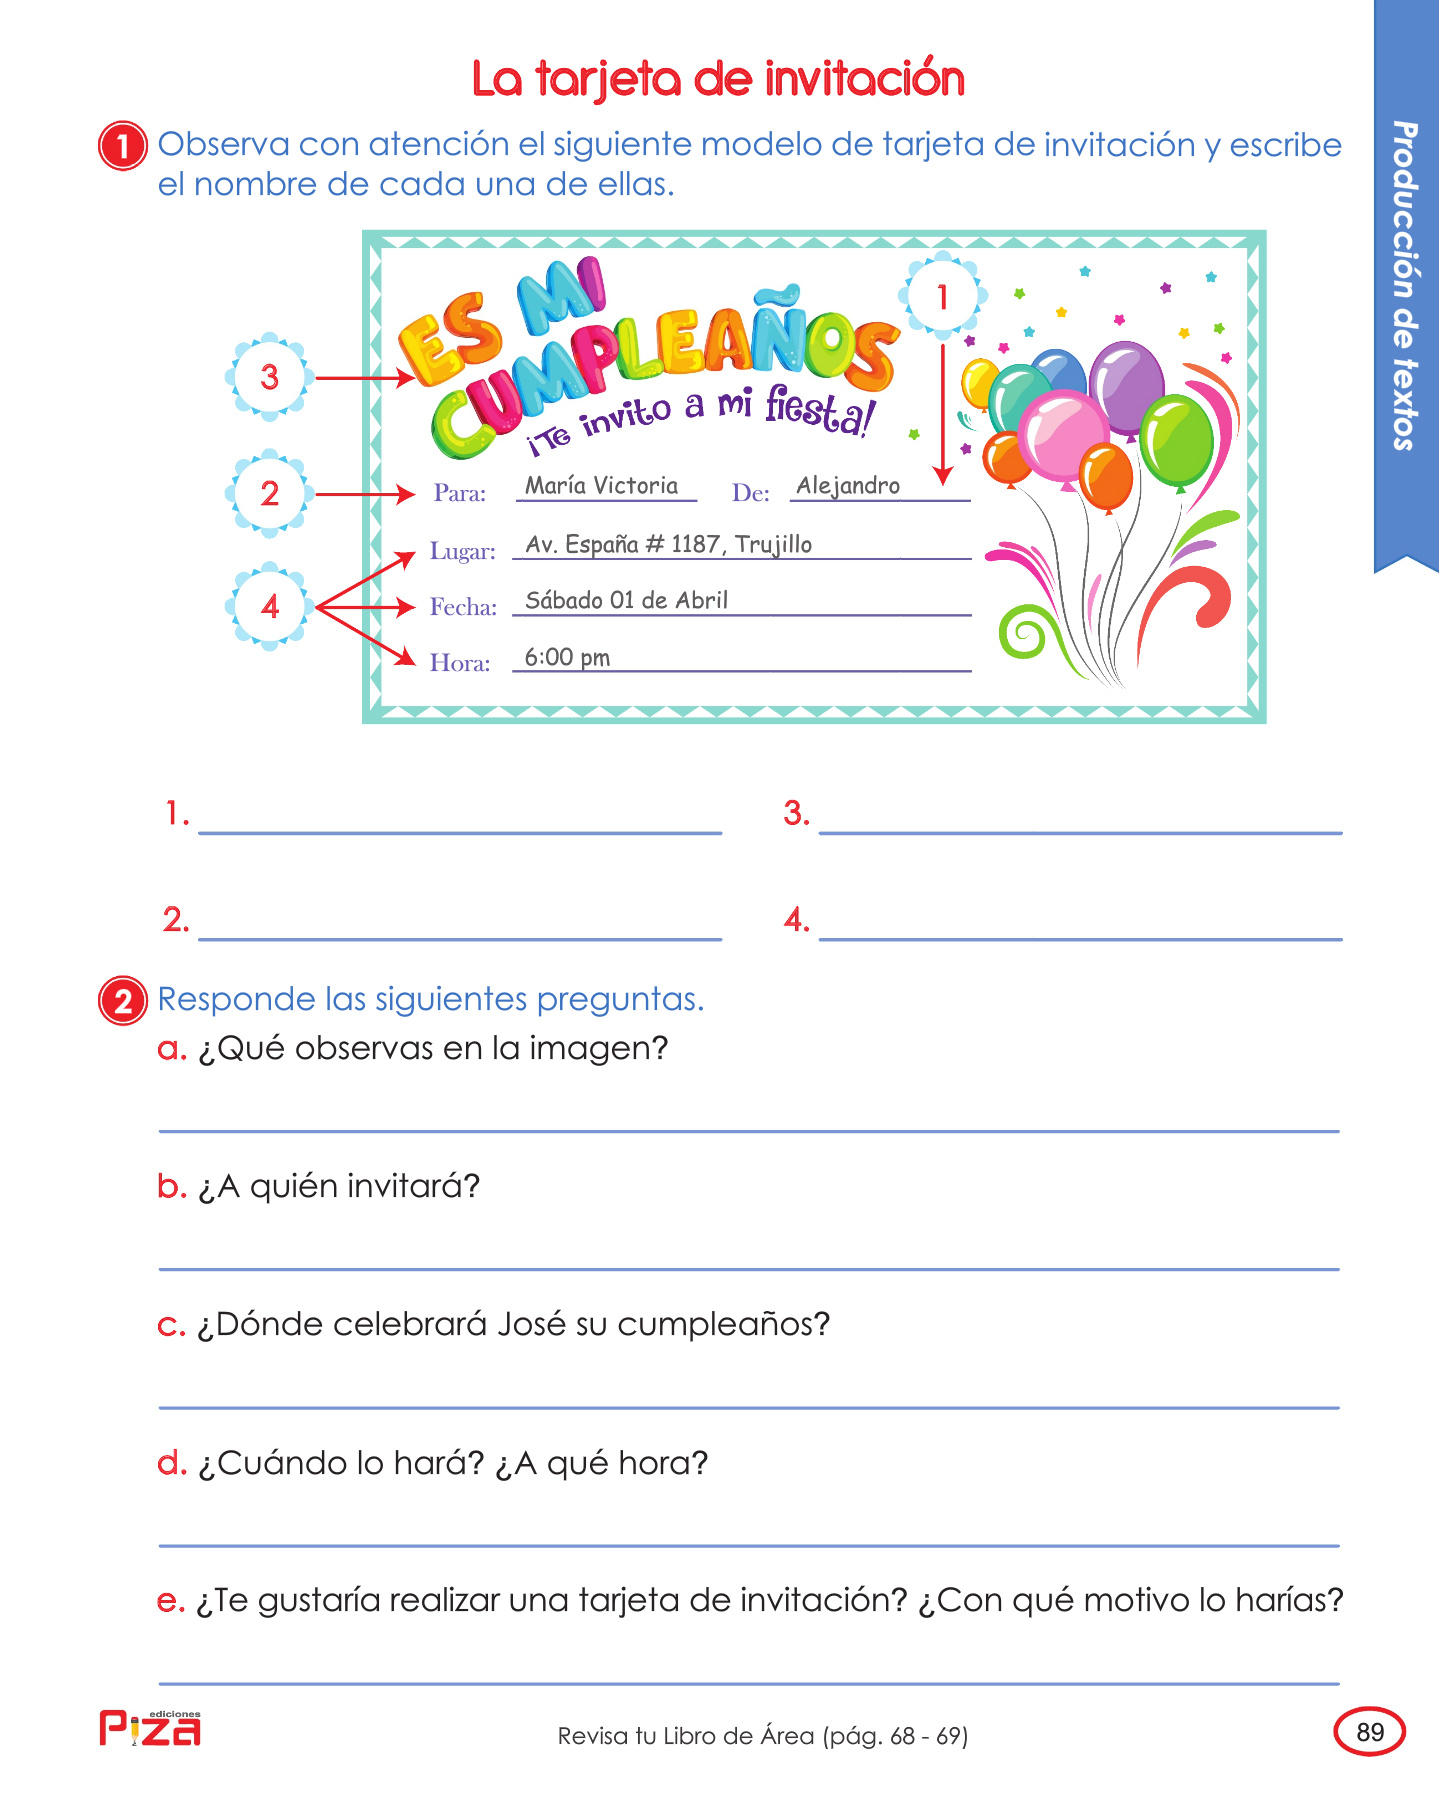 La tarjeta de invitación
Producción de textos
1 Observa con atención el siguiente modelo de tarjeta de invitación y escribe
el nombre de cada una de ellas.
ES MI
CUMPLEAÑOS
¡Te invito a mi fiesta!
1
3
2
4
Para: María Victoria De: Alejandro
Lugar: Av. España # 1187, Trujillo
Fecha: Sábado 01 de Abril
Hora: 6:00 pm
1.
3.
2.
4.
2 Responde las siguientes preguntas.
a. ¿Qué observas en la imagen?
b. ¿A quién invitará?
c. ¿Dónde celebrará José su cumpleaños?
d. ¿Cuándo lo hará? ¿A qué hora?
e. ¿Te gustaría realizar una tarjeta de invitación? ¿Con qué motivo lo harías?
ediciones
Piza
Revisa tu Libro de Área (pág. 68 - 69)
89